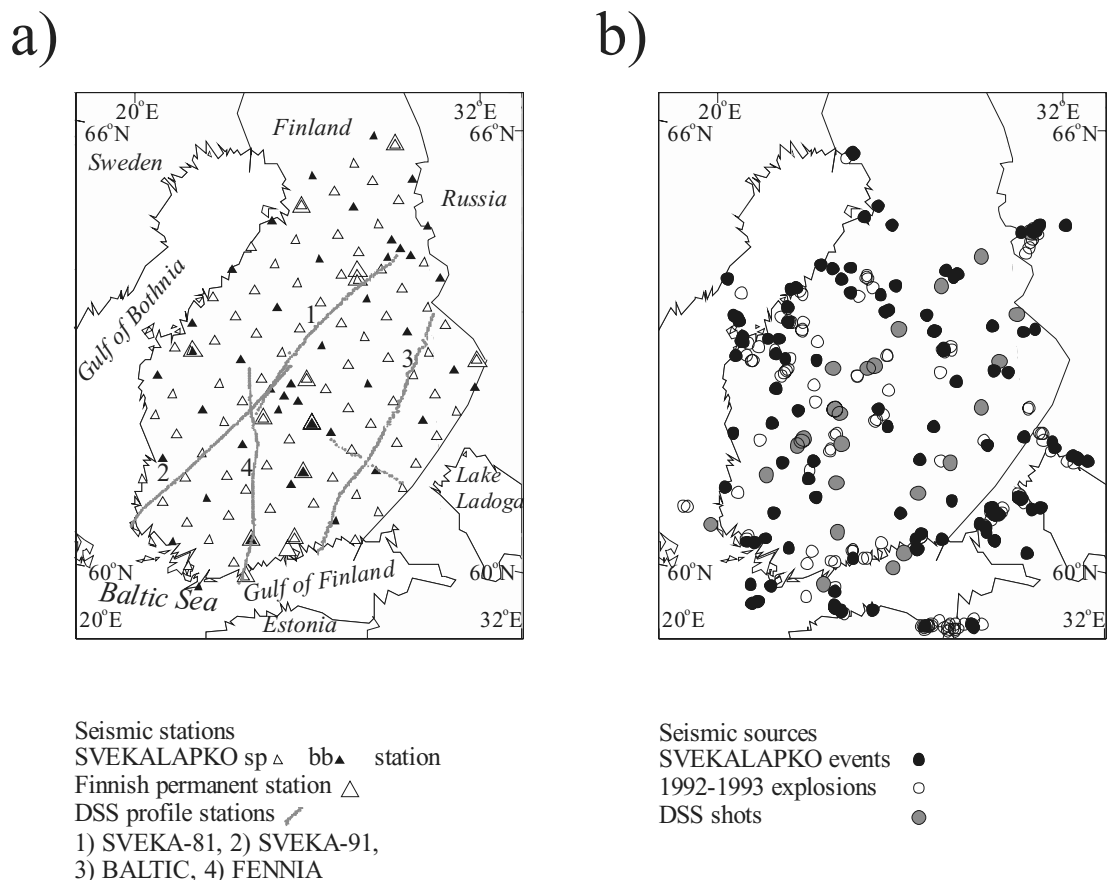 a)
20°E
32°E
66°N
66°N
Finland
Sweden
Russia
Gulf of Bothnia
1
3
2
4
Lake
Ladoga
60°N
60°N
Gulf of Finland
Baltic Sea
20°E
Estonia
32°E
Seismic stations
SVEKALAPKO sp bb station
Finnish permanent station
DSS profile stations
1) SVEKA-81, 2) SVEKA-91,
3) BALTIC, 4) FENNIA
b)
20°E
32°E
66°N
66°N
60°N
60°N
20°E
32°E
Seismic sources
SVEKALAPKO events
1992-1993 explosions
DSS shots